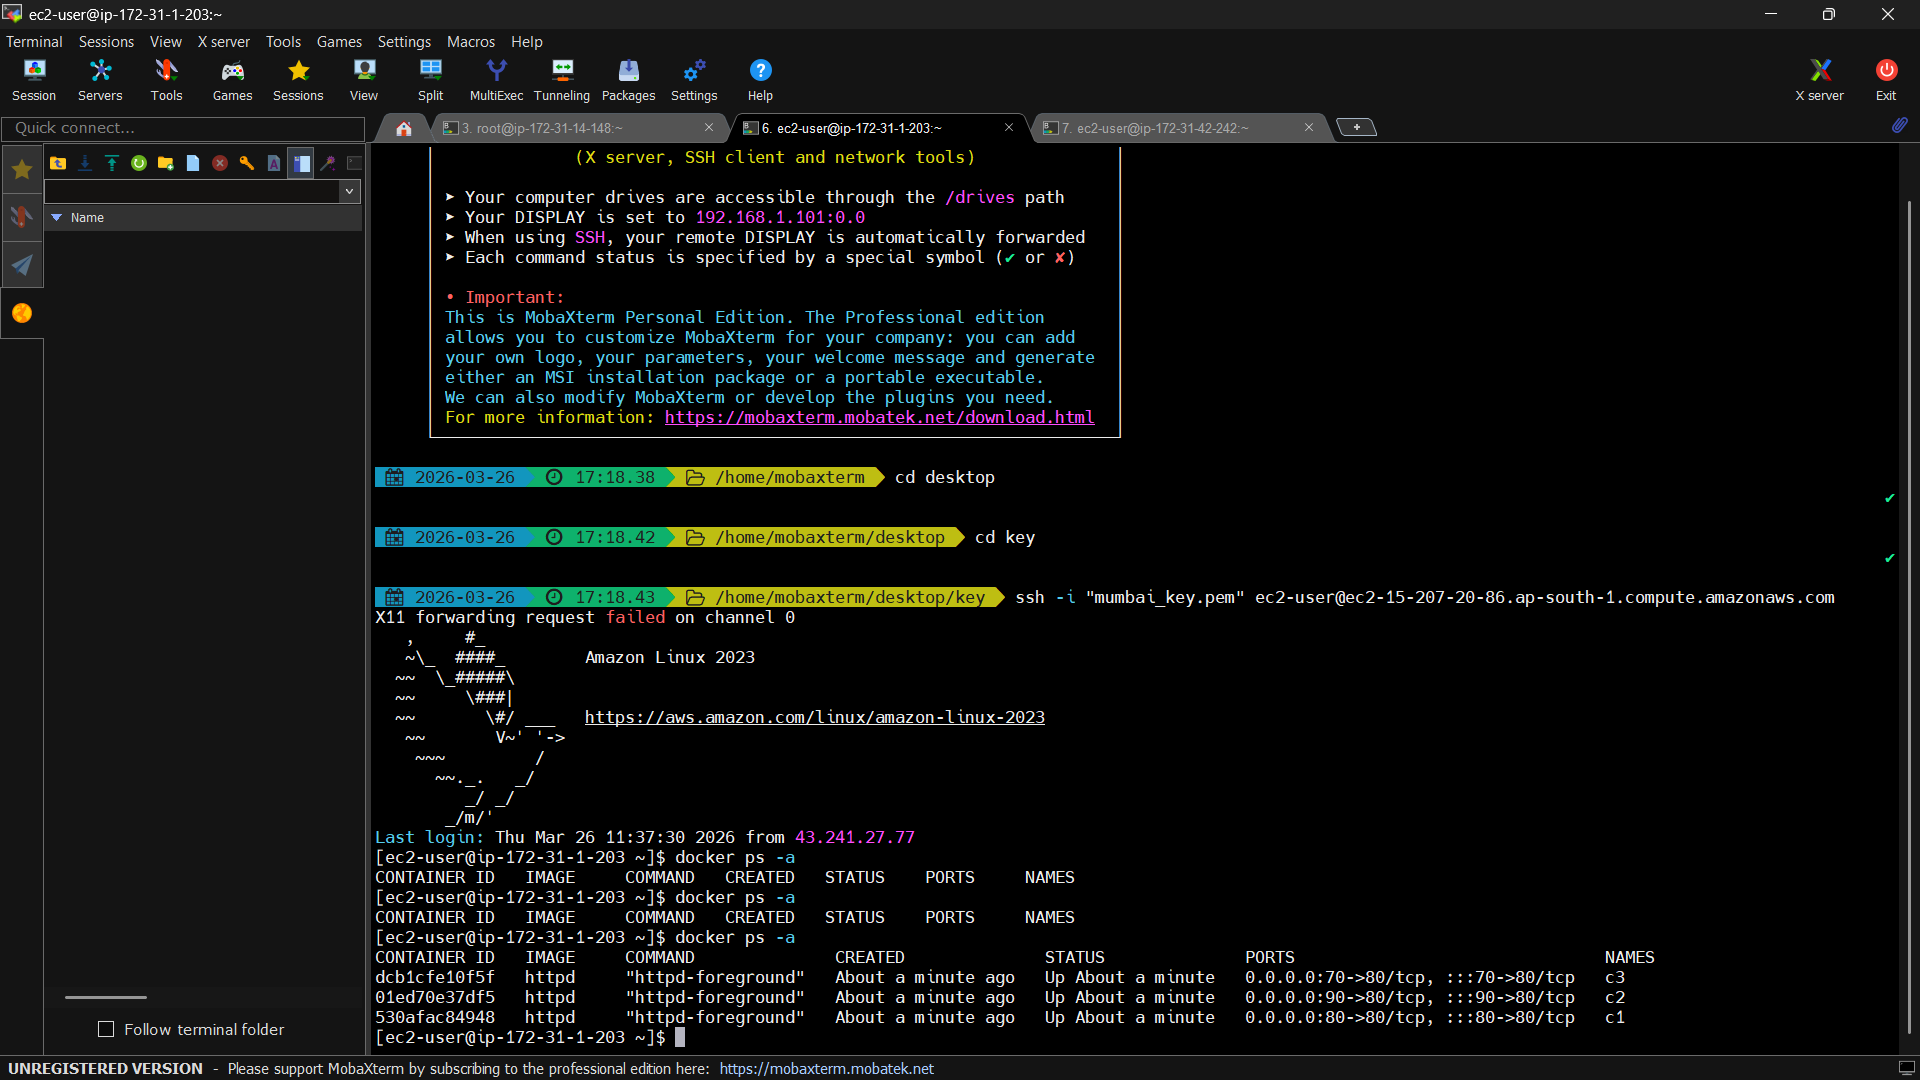 ec2-user@ip-172-31-1-203:~
Terminal Sessions View X server Tools Games Settings Macros Help
Session Servers Tools Games Sessions View Split MultiExec Tunneling Packages Settings Help X server Exit
Quick connect...
3. root@ip-172-31-14-148:~
6. ec2-user@ip-172-31-1-203:~
7. ec2-user@ip-172-31-42-242:~
Name
(X server, SSH client and network tools)
➤ Your computer drives are accessible through the /drives path
➤ Your DISPLAY is set to 192.168.1.101:0.0
➤ When using SSH, your remote DISPLAY is automatically forwarded
➤ Each command status is specified by a special symbol (✔ or ✘)
• Important:
This is MobaXterm Personal Edition. The Professional edition
allows you to customize MobaXterm for your company: you can add
your own logo, your parameters, your welcome message and generate
either an MSI installation package or a portable executable.
We can also modify MobaXterm or develop the plugins you need.
For more information: https://mobaxterm.mobatek.net/download.html
2026-03-26 17:18.38 /home/mobaxterm cd desktop
✔
2026-03-26 17:18.42 /home/mobaxterm/desktop cd key
✔
2026-03-26 17:18.43 /home/mobaxterm/desktop/key ssh -i "mumbai_key.pem" ec2-user@ec2-15-207-20-86.ap-south-1.compute.amazonaws.com
X11 forwarding request failed on channel 0
   ,     #_
   ~\_  ####_        Amazon Linux 2023
  ~~  \_#####\
  ~~     \###|
  ~~       \#/ ___   https://aws.amazon.com/linux/amazon-linux-2023
   ~~       V~' '->
    ~~~         /
      ~~._.   _/
         _/ _/
       _/m/'
Last login: Thu Mar 26 11:37:30 2026 from 43.241.27.77
[ec2-user@ip-172-31-1-203 ~]$ docker ps -a
CONTAINER ID   IMAGE     COMMAND   CREATED   STATUS    PORTS     NAMES
[ec2-user@ip-172-31-1-203 ~]$ docker ps -a
CONTAINER ID   IMAGE     COMMAND   CREATED   STATUS    PORTS     NAMES
[ec2-user@ip-172-31-1-203 ~]$ docker ps -a
CONTAINER ID   IMAGE     COMMAND              CREATED              STATUS              PORTS                               NAMES
dcb1cfe10f5f   httpd     "httpd-foreground"   About a minute ago   Up About a minute   0.0.0.0:70->80/tcp, :::70->80/tcp   c3
01ed70e37df5   httpd     "httpd-foreground"   About a minute ago   Up About a minute   0.0.0.0:90->80/tcp, :::90->80/tcp   c2
530afac84948   httpd     "httpd-foreground"   About a minute ago   Up About a minute   0.0.0.0:80->80/tcp, :::80->80/tcp   c1
[ec2-user@ip-172-31-1-203 ~]$
Follow terminal folder
UNREGISTERED VERSION - Please support MobaXterm by subscribing to the professional edition here: https://mobaxterm.mobatek.net